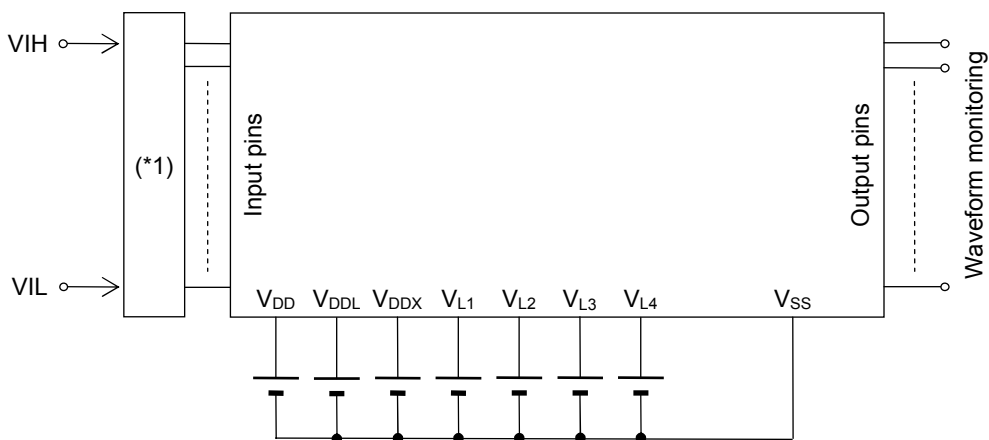 VIH
(*1)
VIL
Input pins
Output pins
Waveform monitoring
VDD VDDL VDDX VL1 VL2 VL3 VL4 VSS